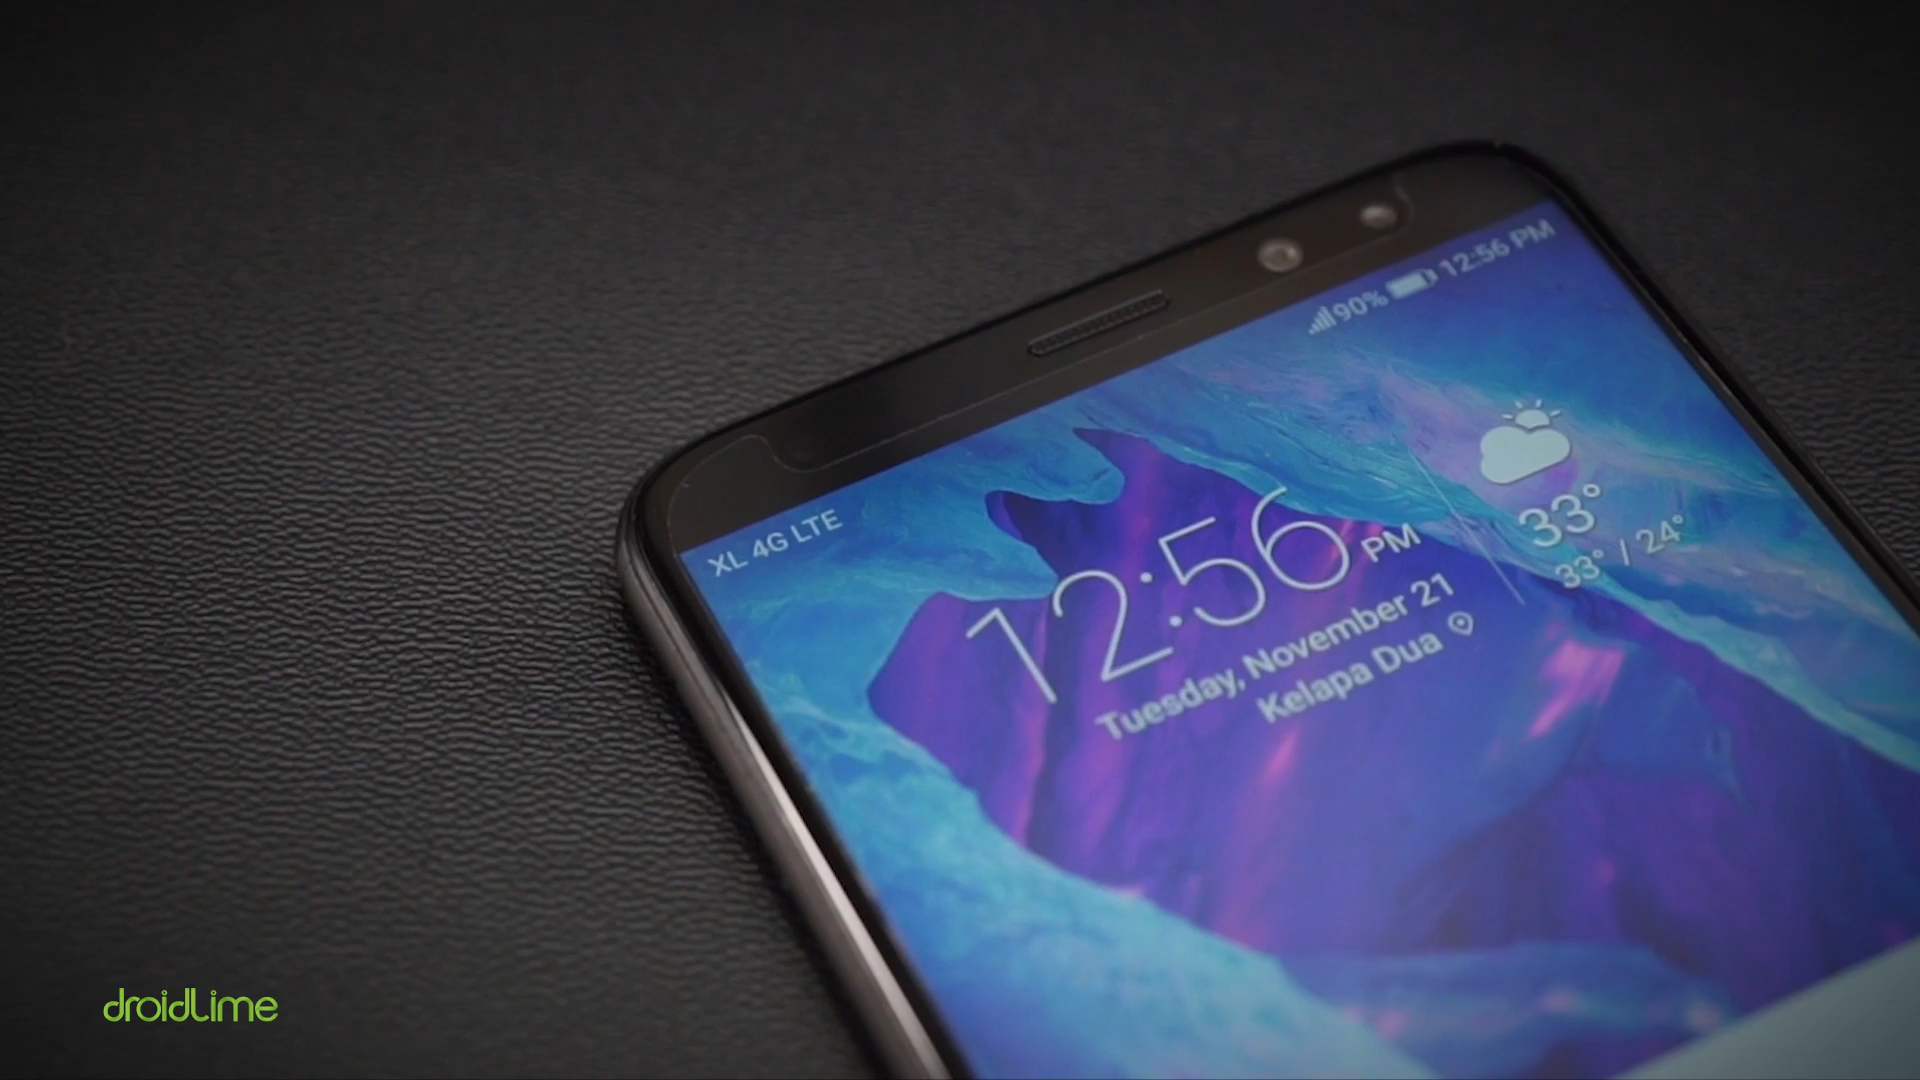 90% 12:56 PM
XL 4G LTE
12:56 PM
33°
33° / 24°
Tuesday, November 21
Kelapa Dua
droidLime